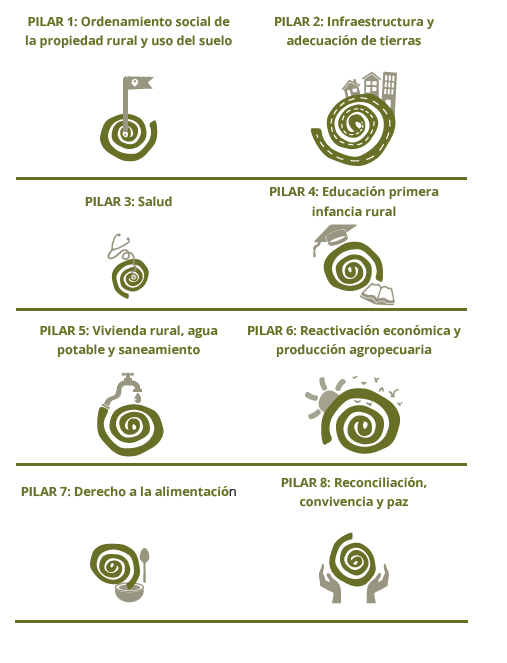 PILAR 1: Ordenamiento social de
la propiedad rural y uso del suelo
PILAR 2: Infraestructura y
adecuación de tierras
PILAR 3: Salud
PILAR 4: Educación primera
infancia rural
PILAR 5: Vivienda rural, agua
potable y saneamiento
PILAR 6: Reactivación económica y
producción agropecuaria
PILAR 7: Derecho a la alimentación
PILAR 8: Reconciliación,
convivencia y paz